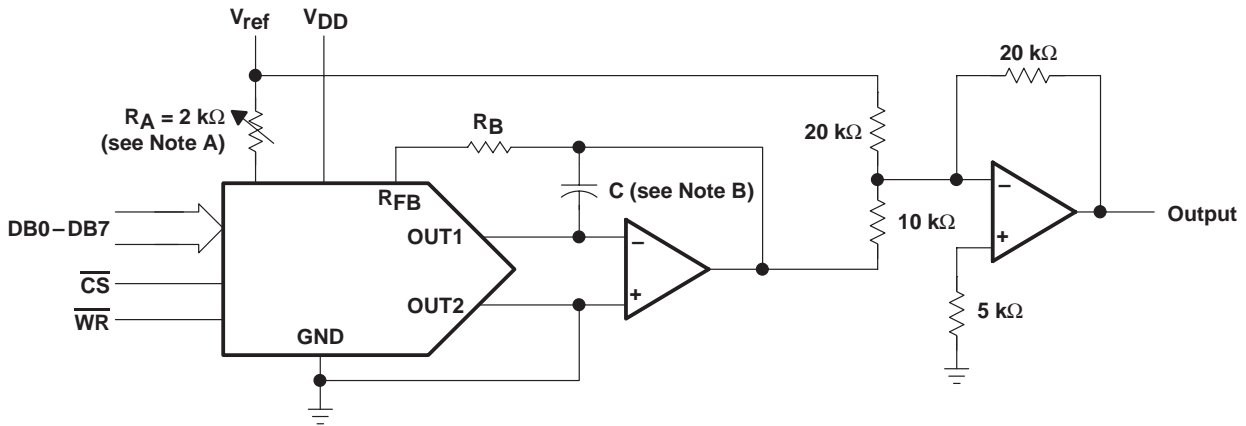 Vref
VDD
RA = 2 kΩ
(see Note A)
RB
RFB
C (see Note B)
20 kΩ
20 kΩ
10 kΩ
5 kΩ
DB0–DB7
OUT1
OUT2
CS
WR
GND
–
+
–
+
Output